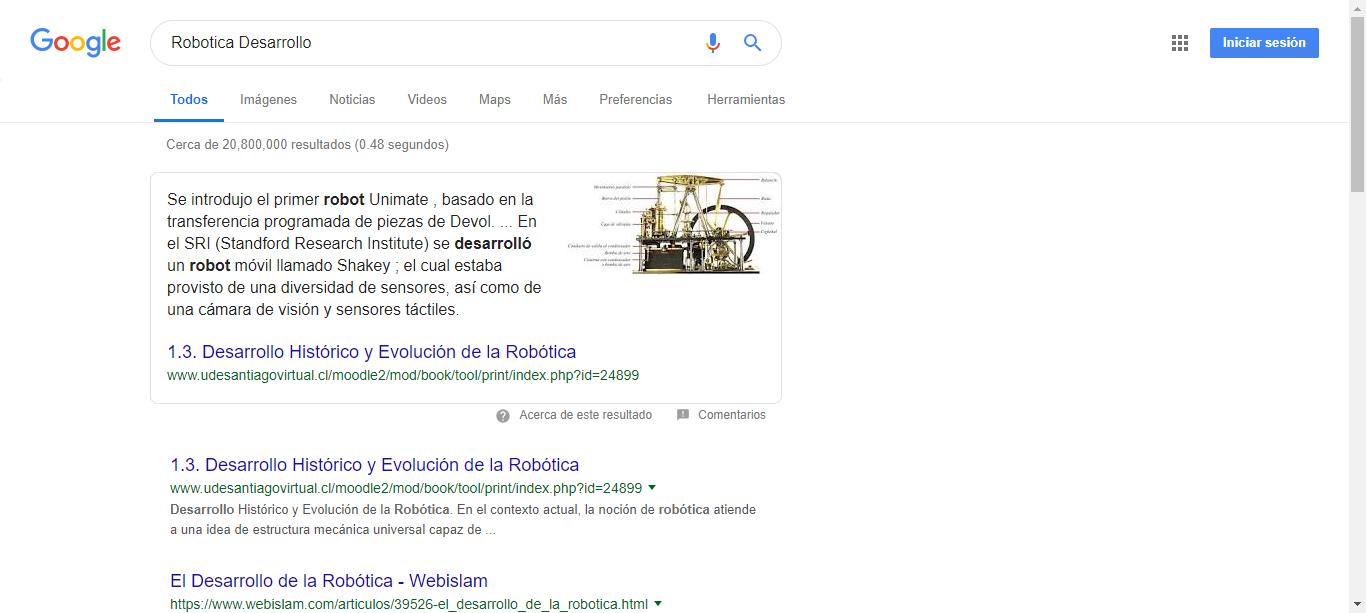 Google
Robotica Desarrollo
Iniciar sesión
Todos Imágenes Noticias Videos Maps Más Preferencias Herramientas
Cerca de 20,800,000 resultados (0.48 segundos)
Se introdujo el primer robot Unimate , basado en la
transferencia programada de piezas de Devol. ... En
el SRI (Standford Research Institute) se desarrolló
un robot móvil llamado Shakey ; el cual estaba
provisto de una diversidad de sensores, así como de
una cámara de visión y sensores táctiles.
1.3. Desarrollo Histórico y Evolución de la Robótica
www.udesantiagovirtual.cl/moodle2/mod/book/tool/print/index.php?id=24899
Acerca de este resultado Comentarios
1.3. Desarrollo Histórico y Evolución de la Robótica
www.udesantiagovirtual.cl/moodle2/mod/book/tool/print/index.php?id=24899
Desarrollo Histórico y Evolución de la Robótica. En el contexto actual, la noción de robótica atiende
a una idea de estructura mecánica universal capaz de ...
El Desarrollo de la Robótica - Webislam
https://www.webislam.com/articulos/39526-el_desarrollo_de_la_robotica.html